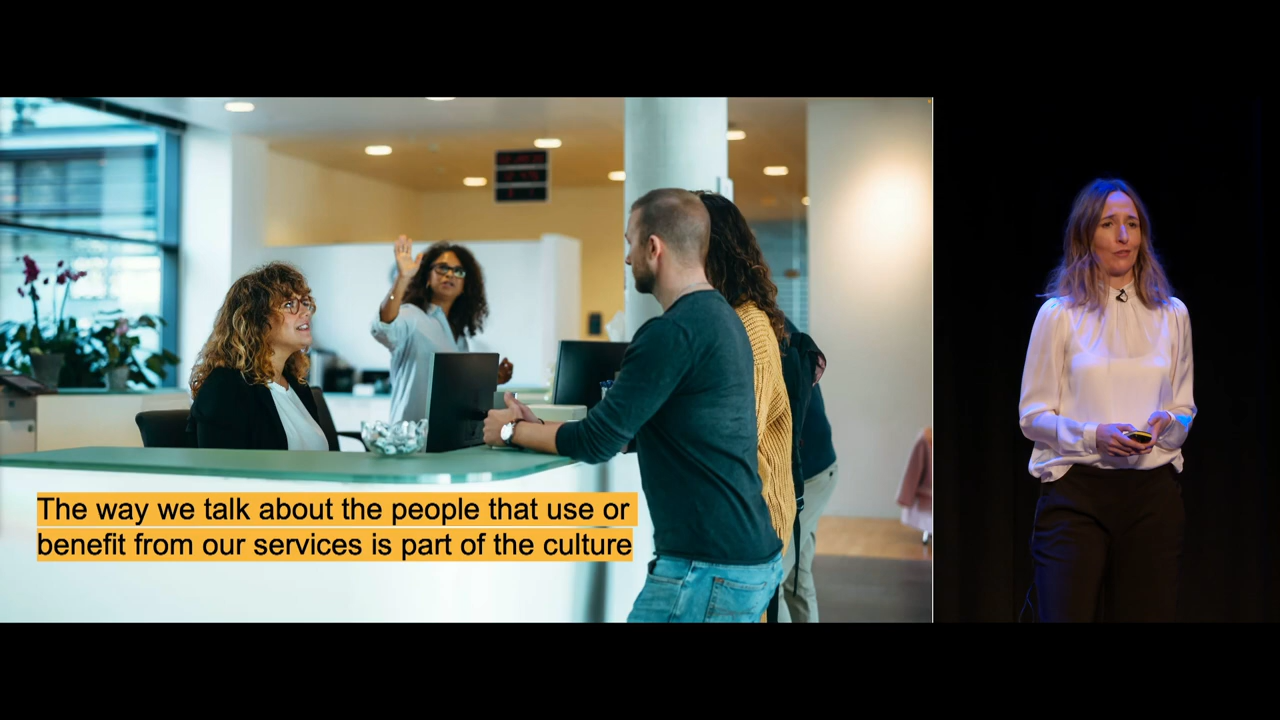 The way we talk about the people that use or
benefit from our services is part of the culture